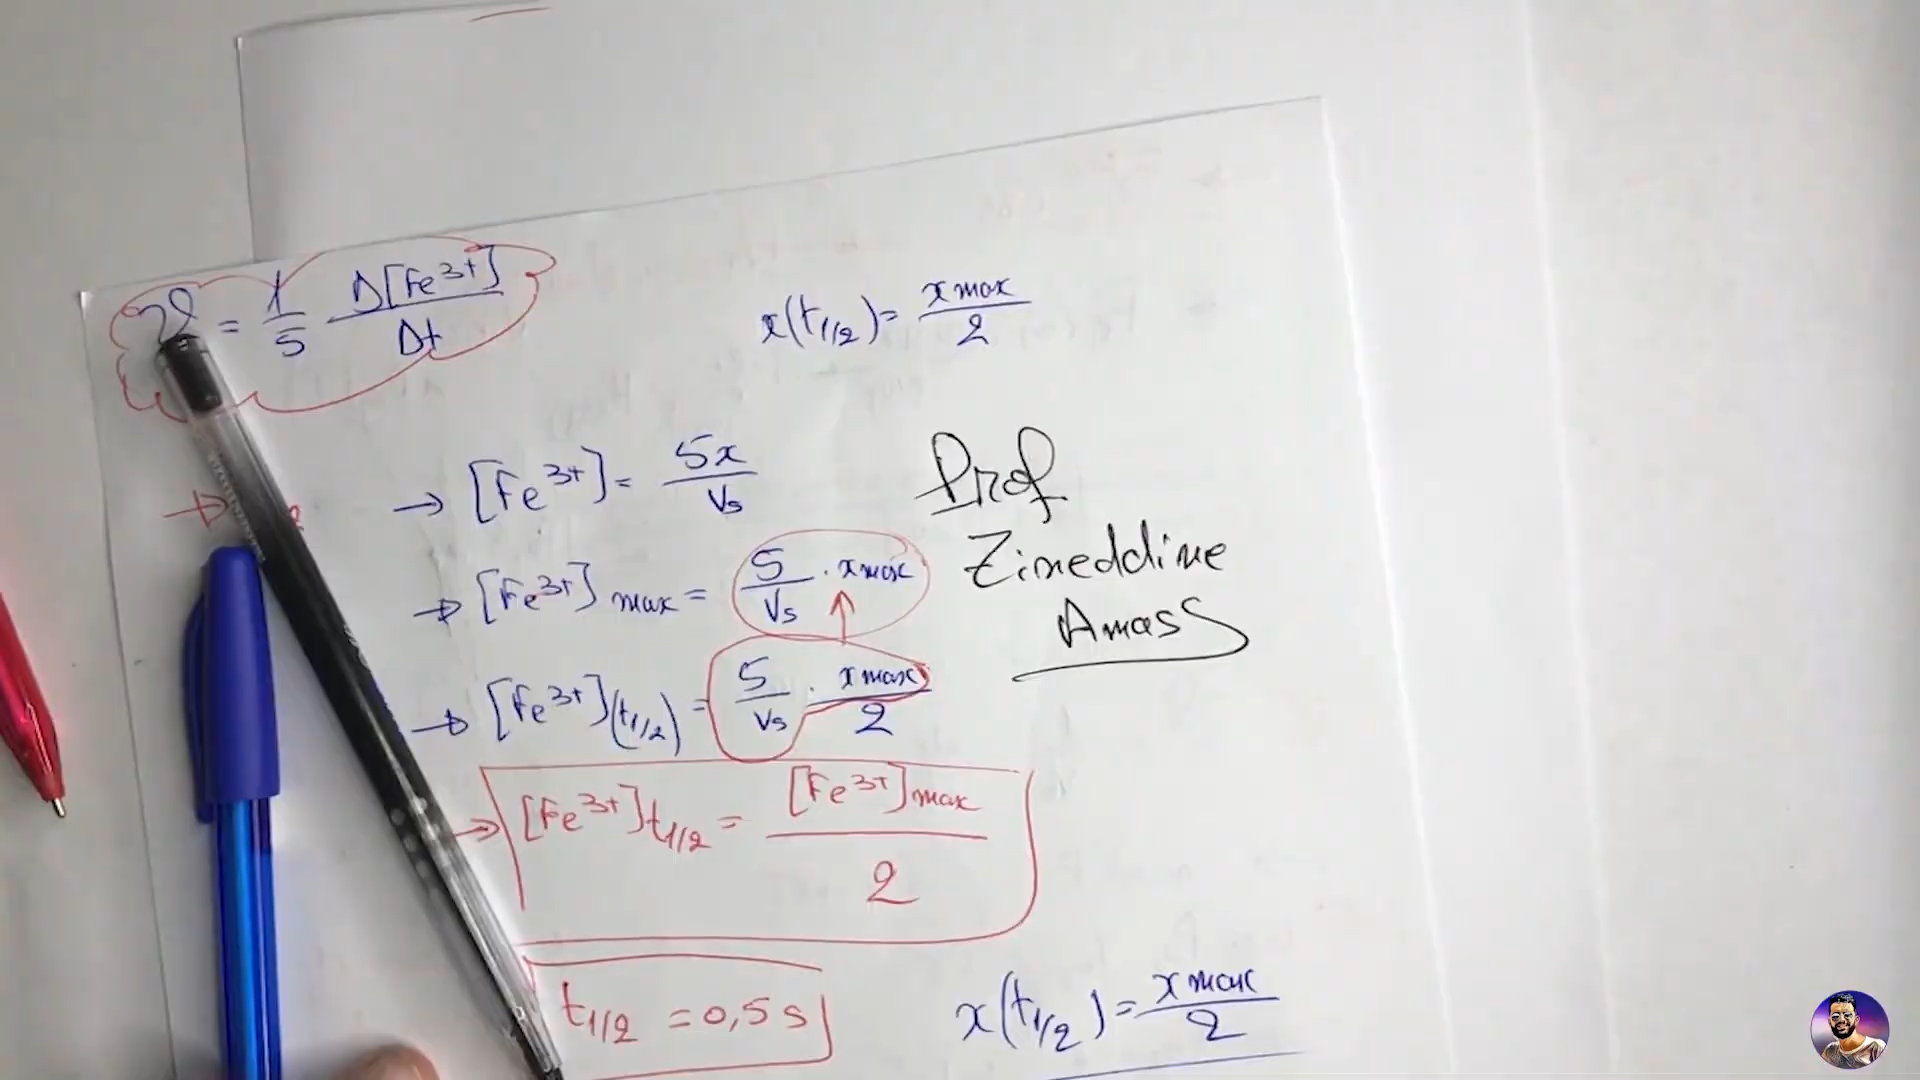 v = 1/5 Δ[Fe³⁺]/Δt
x(t1/2) = xmax/2
→ [Fe³⁺] = 5x/Vs
→ [Fe³⁺] max = 5/Vs . xmax
→ [Fe³⁺](t1/2) = 5/Vs . xmax/2
→ [Fe³⁺]t1/2 = [Fe³⁺]max/2
t1/2 = 0,5 s
x(t1/2) = xmax/2
Prof
Zineddine
Amass